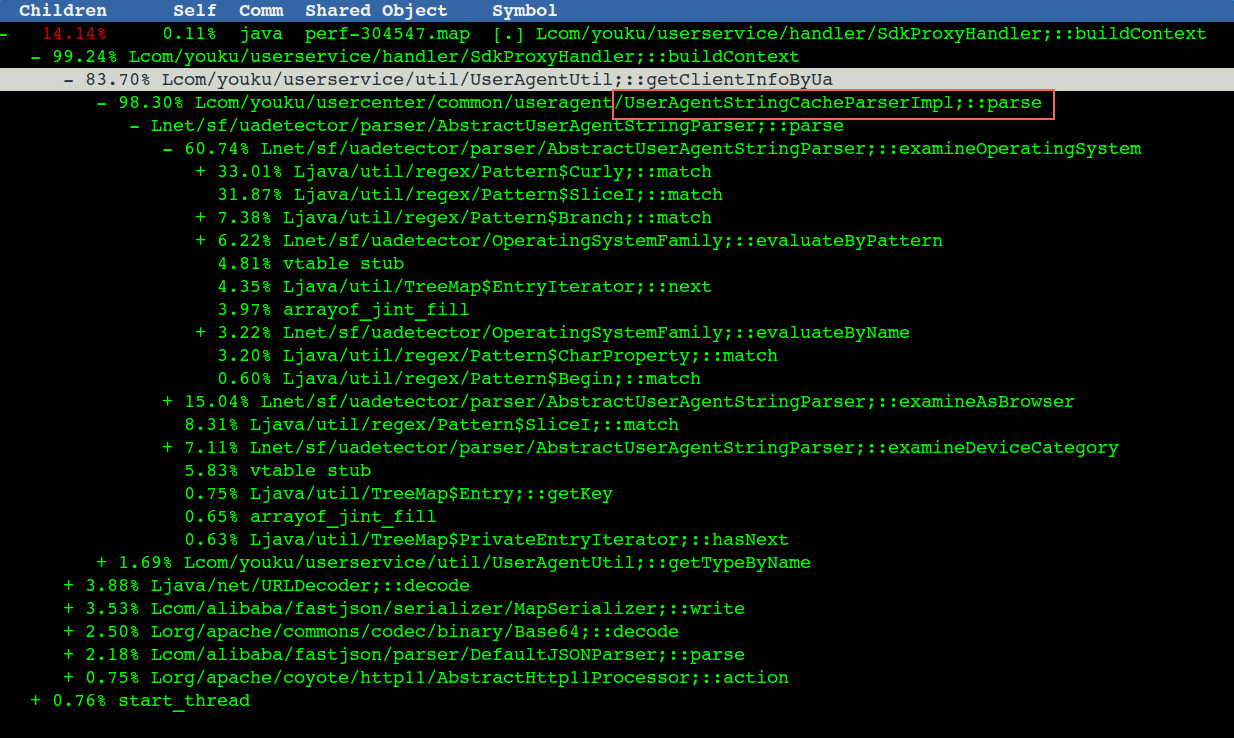 Children Self Comm Shared Object Symbol
- 14.14% 0.11% java perf-304547.map [.] Lcom/youku/userservice/handler/SdkProxyHandler;::buildContext
- 99.24% Lcom/youku/userservice/handler/SdkProxyHandler;::buildContext
- 83.70% Lcom/youku/userservice/util/UserAgentUtil;::getClientInfoByUa
- 98.30% Lcom/youku/usercenter/common/useragent/UserAgentStringCacheParserImpl;::parse
- Lnet/sf/uadetector/parser/AbstractUserAgentStringParser;::parse
- 60.74% Lnet/sf/uadetector/parser/AbstractUserAgentStringParser;::examineOperatingSystem
+ 33.01% Ljava/util/regex/Pattern$Curly;::match
31.87% Ljava/util/regex/Pattern$SliceI;::match
+ 7.38% Ljava/util/regex/Pattern$Branch;::match
+ 6.22% Lnet/sf/uadetector/OperatingSystemFamily;::evaluateByPattern
4.81% vtable stub
4.35% Ljava/util/TreeMap$EntryIterator;::next
3.97% arrayof_jint_fill
+ 3.22% Lnet/sf/uadetector/OperatingSystemFamily;::evaluateByName
3.20% Ljava/util/regex/Pattern$CharProperty;::match
0.60% Ljava/util/regex/Pattern$Begin;::match
+ 15.04% Lnet/sf/uadetector/parser/AbstractUserAgentStringParser;::examineAsBrowser
8.31% Ljava/util/regex/Pattern$SliceI;::match
+ 7.11% Lnet/sf/uadetector/parser/AbstractUserAgentStringParser;::examineDeviceCategory
5.83% vtable stub
0.75% Ljava/util/TreeMap$Entry;::getKey
0.65% arrayof_jint_fill
0.63% Ljava/util/TreeMap$PrivateEntryIterator;::hasNext
+ 1.69% Lcom/youku/userservice/util/UserAgentUtil;::getTypeByName
+ 3.88% Ljava/net/URLDecoder;::decode
+ 3.53% Lcom/alibaba/fastjson/serializer/MapSerializer;::write
+ 2.50% Lorg/apache/commons/codec/binary/Base64;::decode
+ 2.18% Lcom/alibaba/fastjson/parser/DefaultJSONParser;::parse
+ 0.75% Lorg/apache/coyote/http11/AbstractHttp11Processor;::action
+ 0.76% start_thread